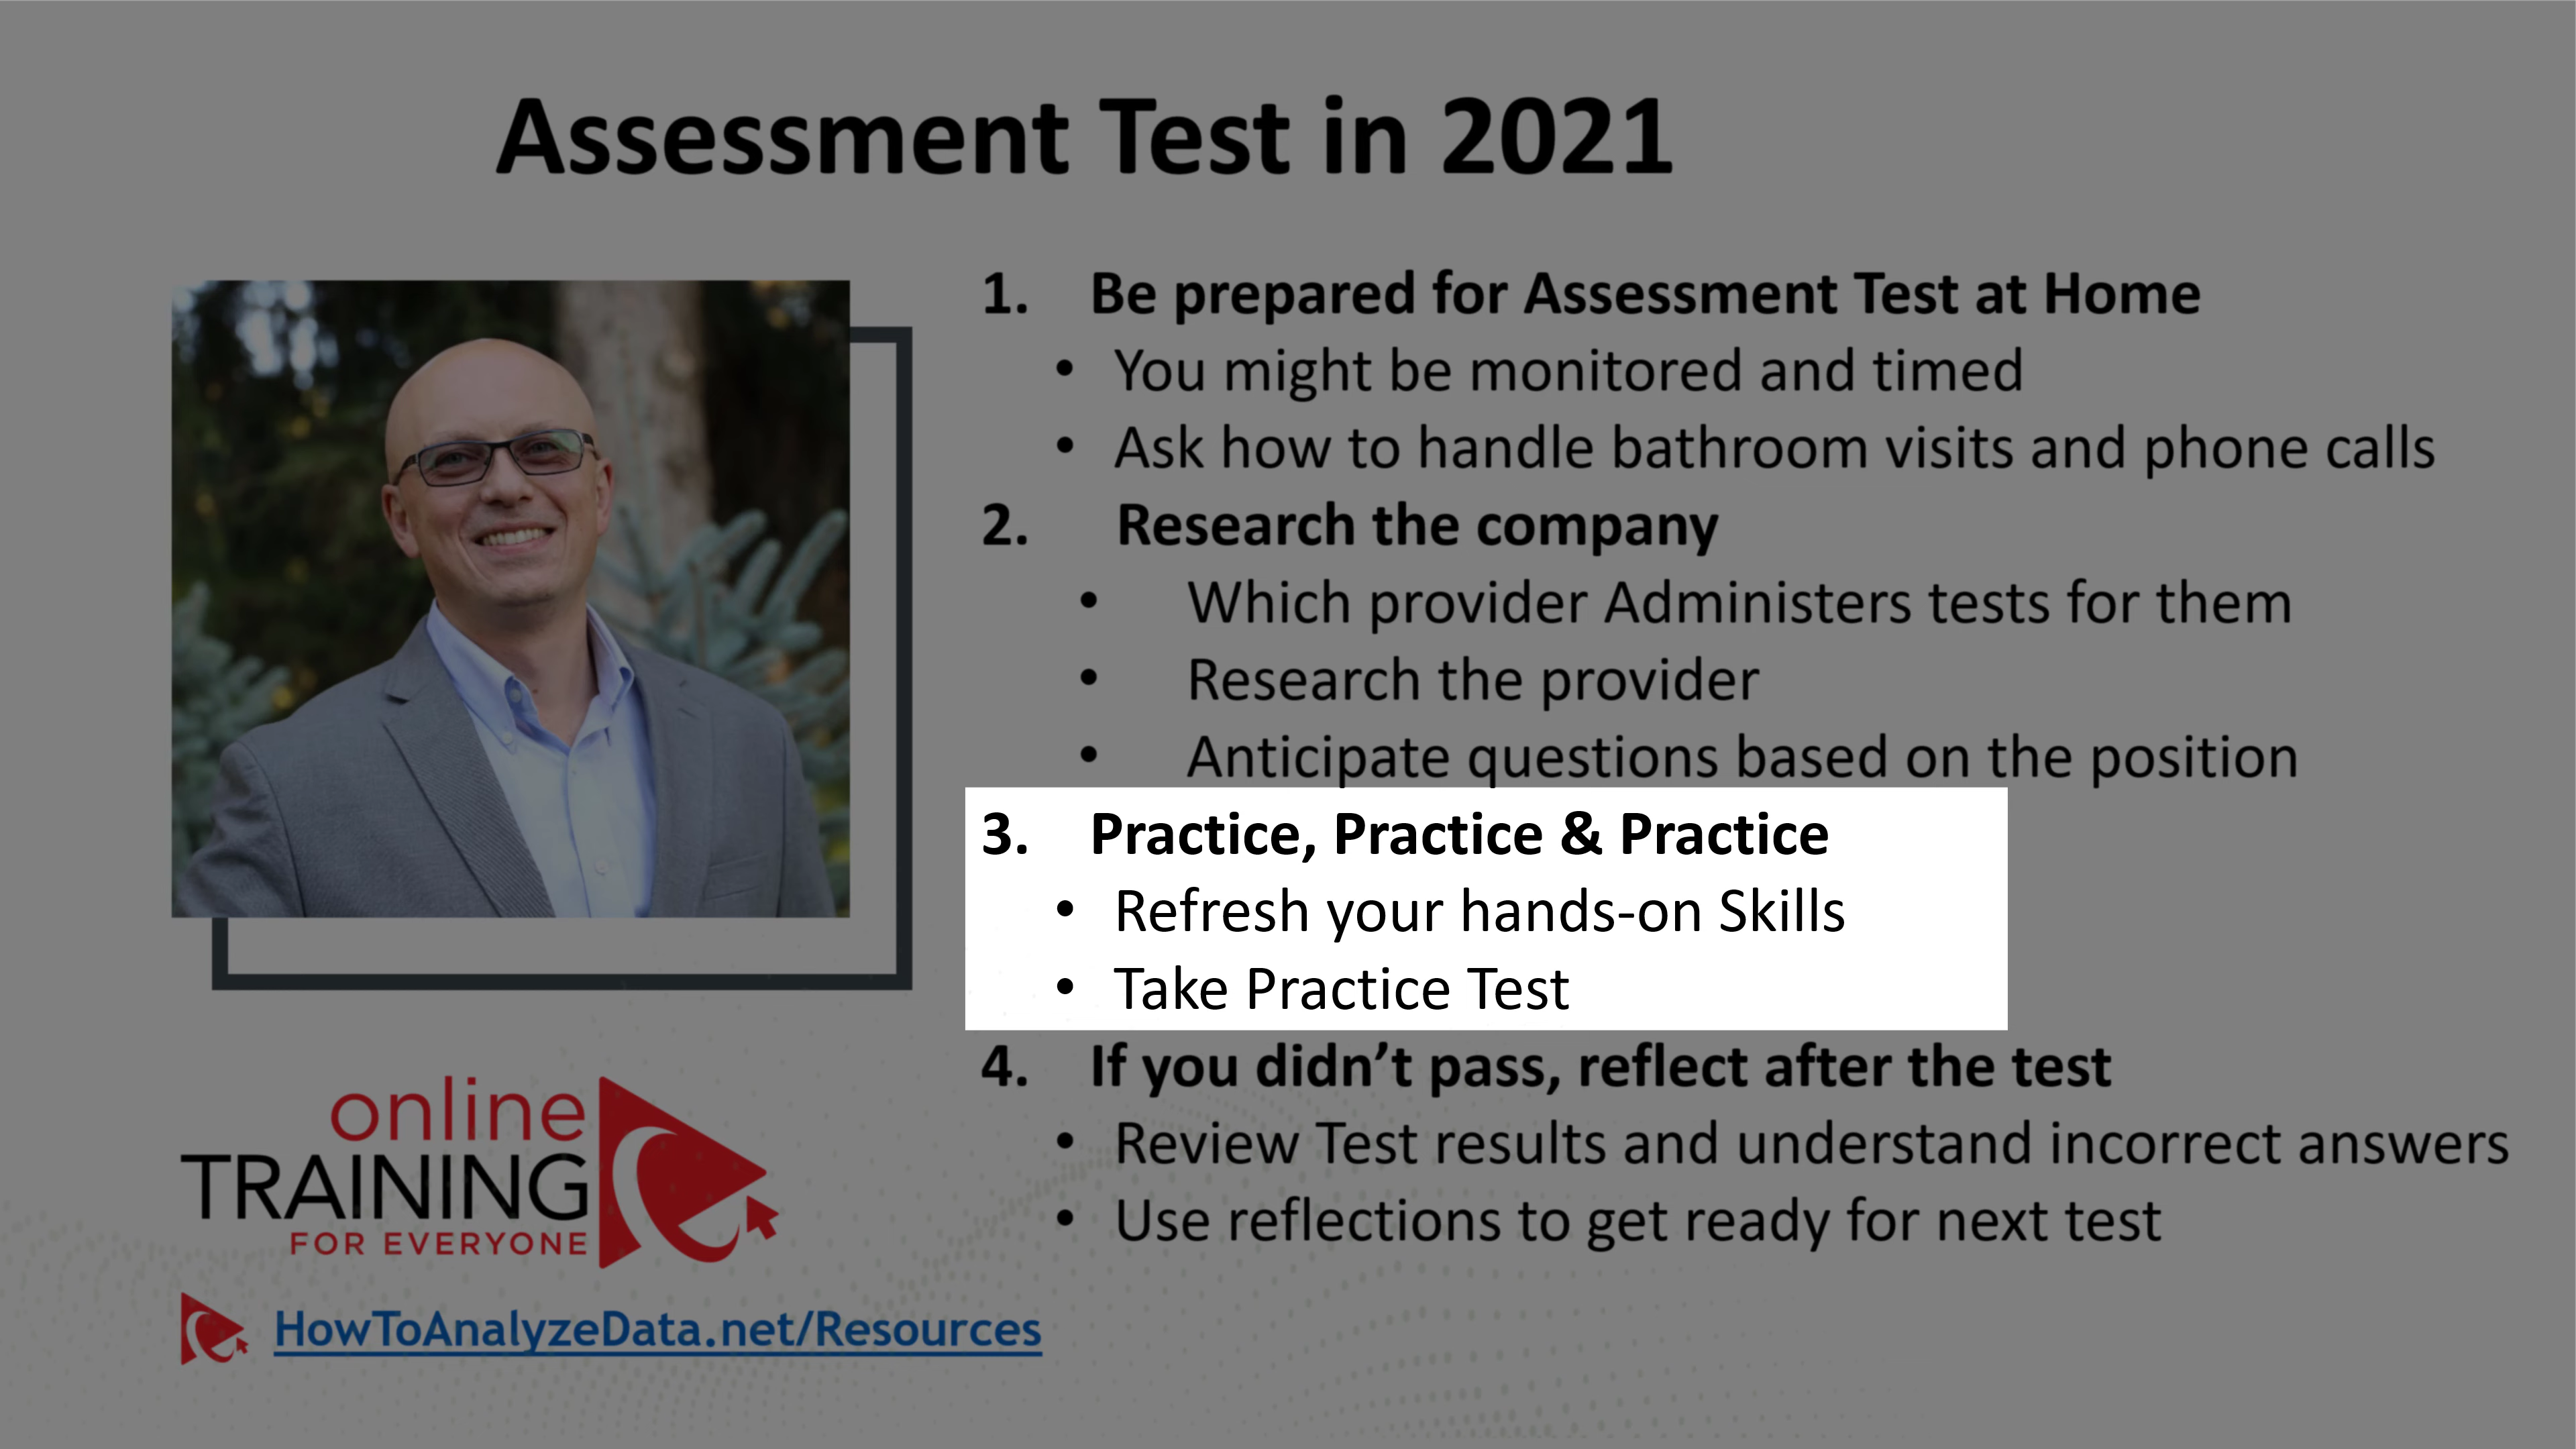 Assessment Test in 2021
1. Be prepared for Assessment Test at Home
• You might be monitored and timed
• Ask how to handle bathroom visits and phone calls
2. Research the company
• Which provider Administers tests for them
• Research the provider
• Anticipate questions based on the position
3. Practice, Practice & Practice
• Refresh your hands-on Skills
• Take Practice Test
4. If you didn’t pass, reflect after the test
• Review Test results and understand incorrect answers
• Use reflections to get ready for next test
online
TRAINING
FOR EVERYONE
HowToAnalyzeData.net/Resources